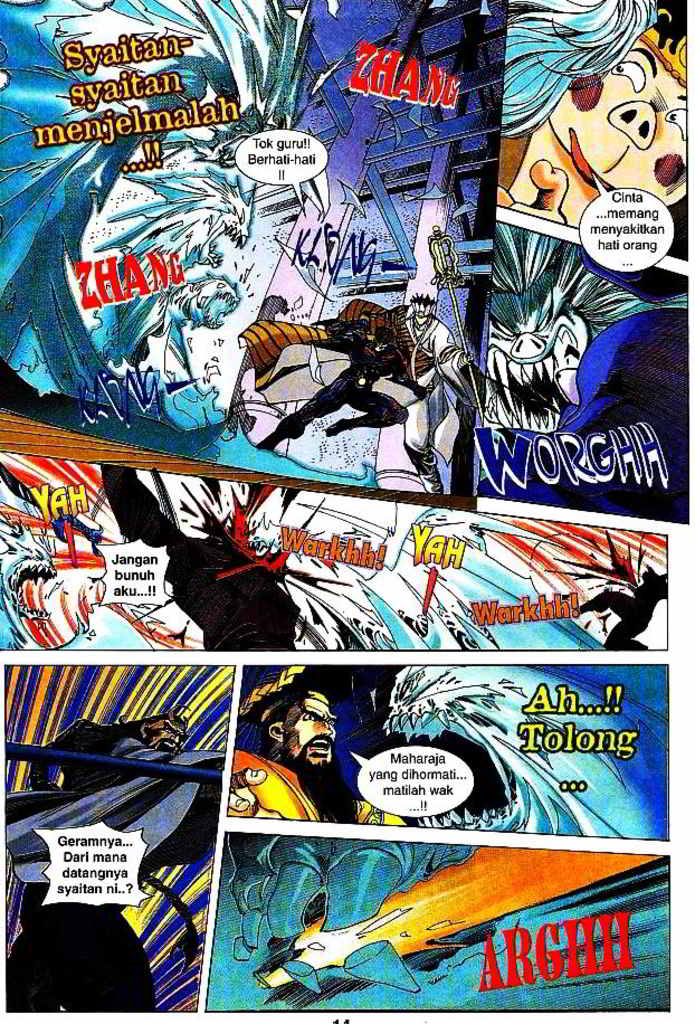 Syaitan-
syaitan
menjelmalah
...!!
ZHANG
Tok guru!!
Berhati-hati
!!
ZHANG
KLANG
KLANG
Cinta
...memang
menyakitkan
hati orang
...
WORGHH
YAH
Jangan
bunuh
aku...!!
Warkhh!
YAH
Warkhh!
Geramnya...
Dari mana
datangnya
syaitan ni..?
Maharaja
yang dihormati...
matilah wak
...!!
Ah...!!
Tolong
...
ARGHH